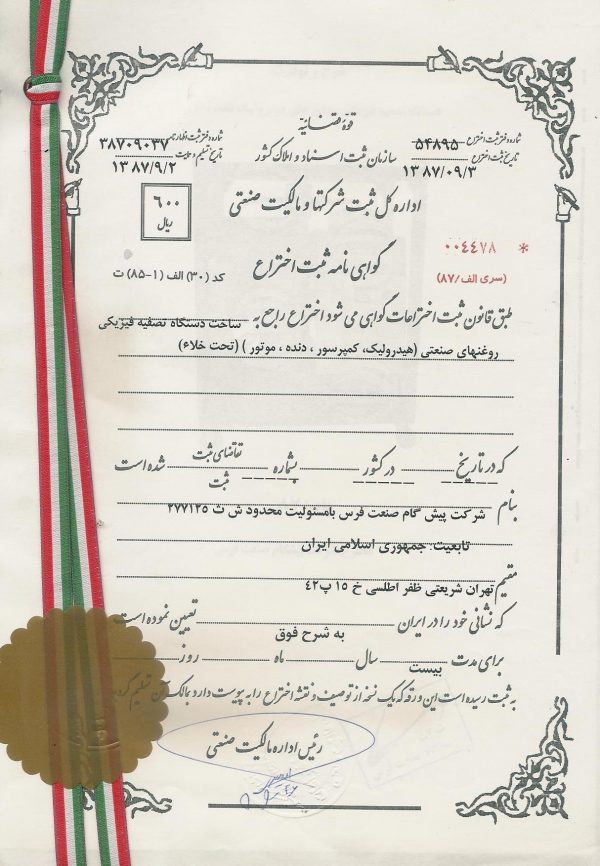 قوه قضائیه
شماره دفتر ثبت اختراع ۵۴۸۹۵
سازمان ثبت اسناد و املاک کشور
شماره دفتر ثبت اظهارنامه ۳۸۷۰۹۰۳۷
تاریخ ثبت اختراع ۱۳۸۷/۰۹/۳
تاریخ تسلیم ۱۳۸۷/۹/۲
اداره کل ثبت شرکتها و مالکیت صنعتی
۶۰۰
ریال
* ۰۰۴۴۷۸
(سری الف/۸۷)
گواهی نامه ثبت اختراع
کد (۳۰) الف (۱-۸۵) ت
طبق قانون ثبت اختراعات گواهی می شود اختراع راجع به ساخت دستگاه تصفیه فیزیکی
روغنهای صنعتی (هیدرولیک، کمپرسور ، دنده ، موتور ) (تحت خلاء)
که در تاریخ در کشور بشماره تقاضای ثبت شده است
ثبت
بنام شرکت پیش گام صنعت فرس بامسئولیت محدود ش ث ۲۷۷۱۲۵
تابعیت: جمهوری اسلامی ایران
مقیم تهران شریعتی ظفر اطلسی خ ۱۵ پ۴۲
که نشانی خود را در ایران به شرح فوق تعیین نموده است
برای مدت بیست سال ماه روز
به ثبت رسیده است این ورقه که یک نسخه از توصیف و نقشه اختراع را به پیوست دارد بمالک آن تسلیم گردید
رئیس اداره مالکیت صنعتی